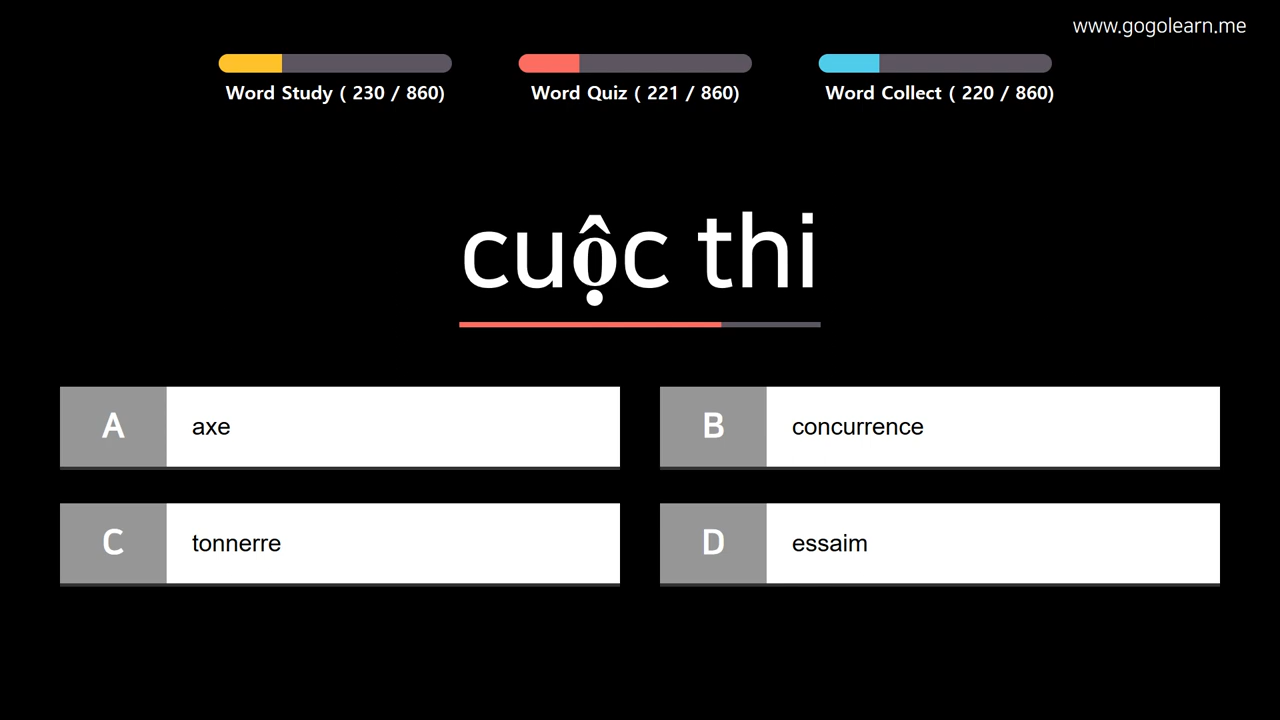 www.gogolearn.me
Word Study ( 230 / 860)
Word Quiz ( 221 / 860)
Word Collect ( 220 / 860)
cuộc thi
A axe
B concurrence
C tonnerre
D essaim